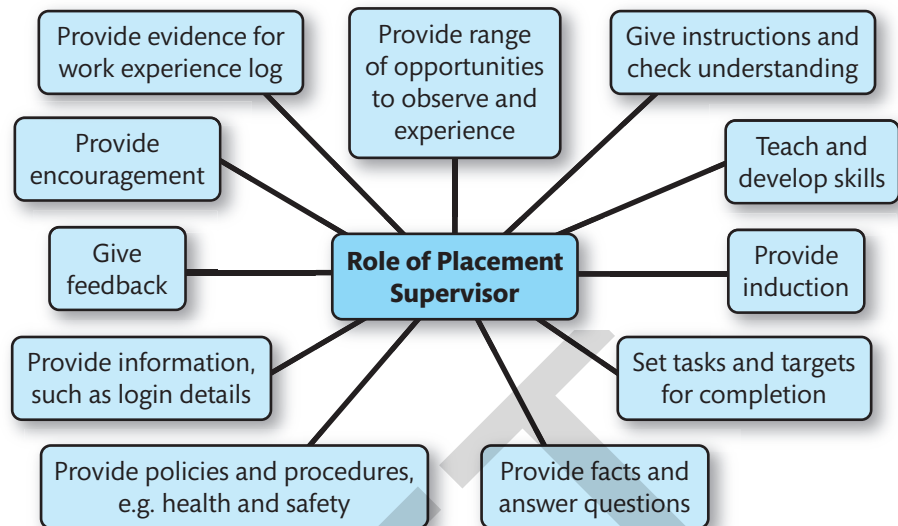 Provide evidence for
work experience log
Provide range
of opportunities
to observe and
experience
Give instructions and
check understanding
Provide
encouragement
Teach and
develop skills
Give
feedback
Role of Placement
Supervisor
Provide
induction
Provide information,
such as login details
Set tasks and targets
for completion
Provide policies and procedures,
e.g. health and safety
Provide facts and
answer questions